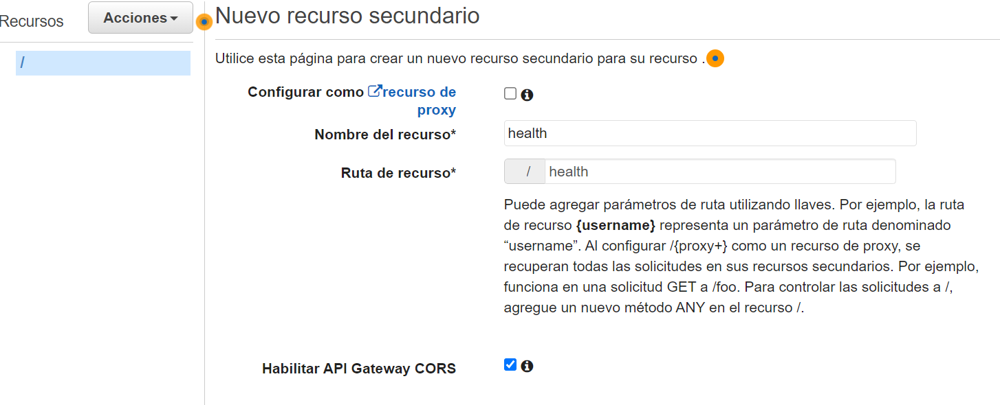 Recursos
Acciones
/
Nuevo recurso secundario
Utilice esta página para crear un nuevo recurso secundario para su recurso .
Configurar como recurso de
proxy
Nombre del recurso*
health
Ruta de recurso*
/ health
Puede agregar parámetros de ruta utilizando llaves. Por ejemplo, la ruta
de recurso {username} representa un parámetro de ruta denominado
“username”. Al configurar /{proxy+} como un recurso de proxy, se
recuperan todas las solicitudes en sus recursos secundarios. Por ejemplo,
funciona en una solicitud GET a /foo. Para controlar las solicitudes a /,
agregue un nuevo método ANY en el recurso /.
Habilitar API Gateway CORS